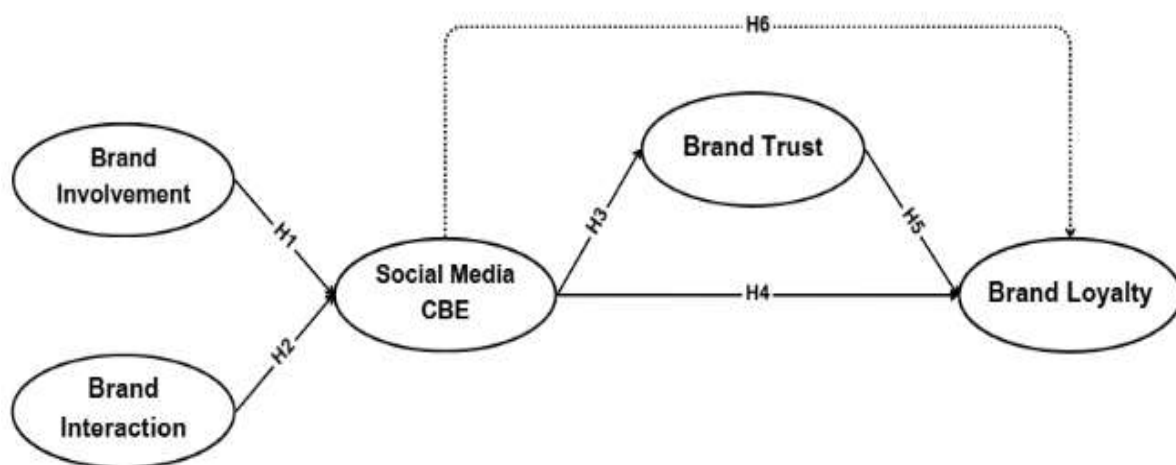 H6
Brand Trust
Brand
Involvement
H1
H3
H5
Social Media
CBE
H4
Brand Loyalty
H2
Brand
Interaction